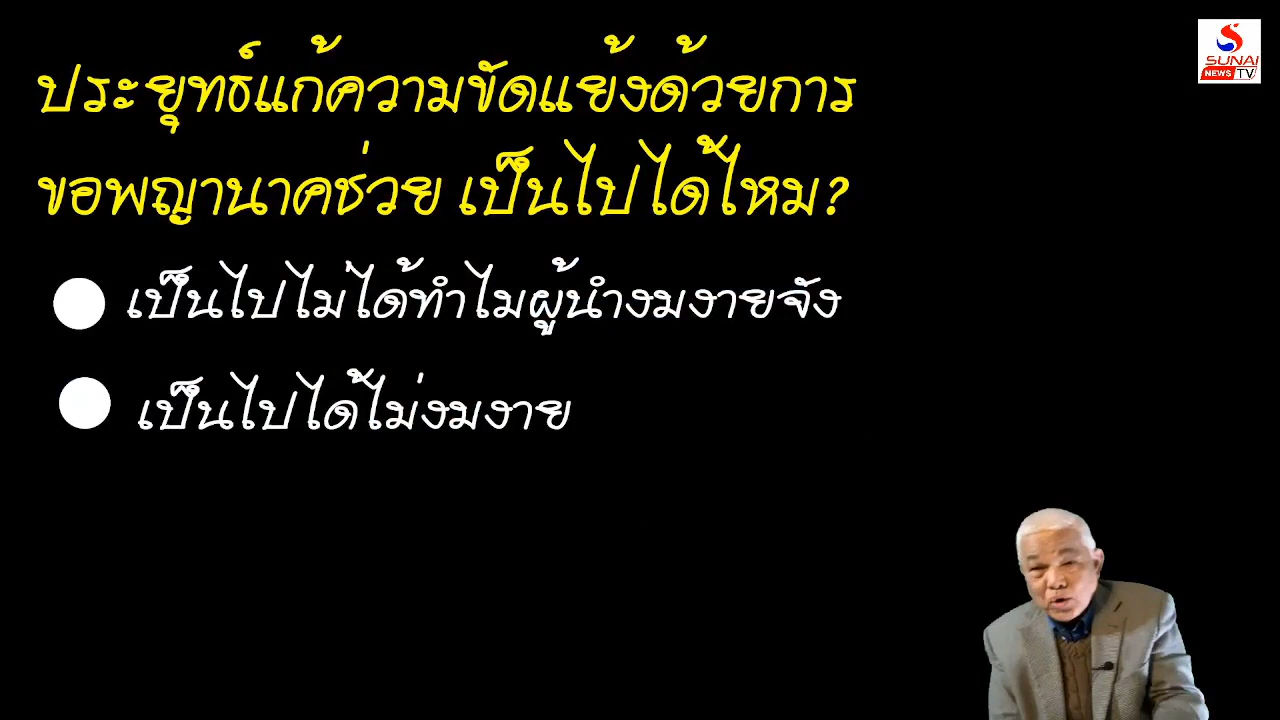 ประยุทธ์แก้ความขัดแย้งด้วยการ
ขอพญานาคช่วย เป็นไปได้ไหม?
เป็นไปไม่ได้ทำไมผู้นำงมงายจัง
เป็นไปได้ไม่งมงาย
SUNAI
NEWS TV